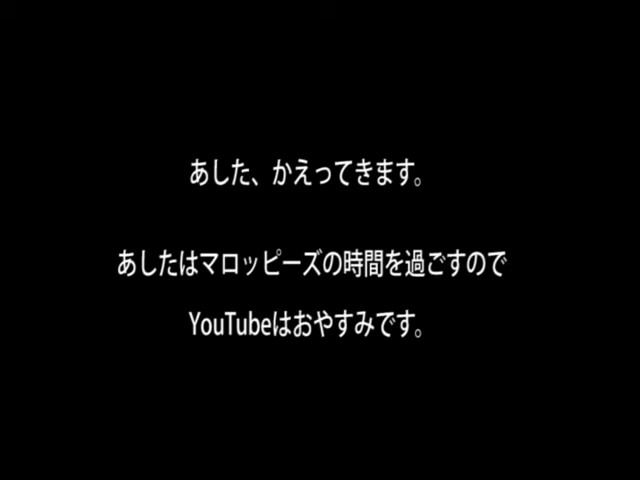 あした、かえってきます。
あしたはマロッピーズの時間を過ごすので
YouTubeはおやすみです。